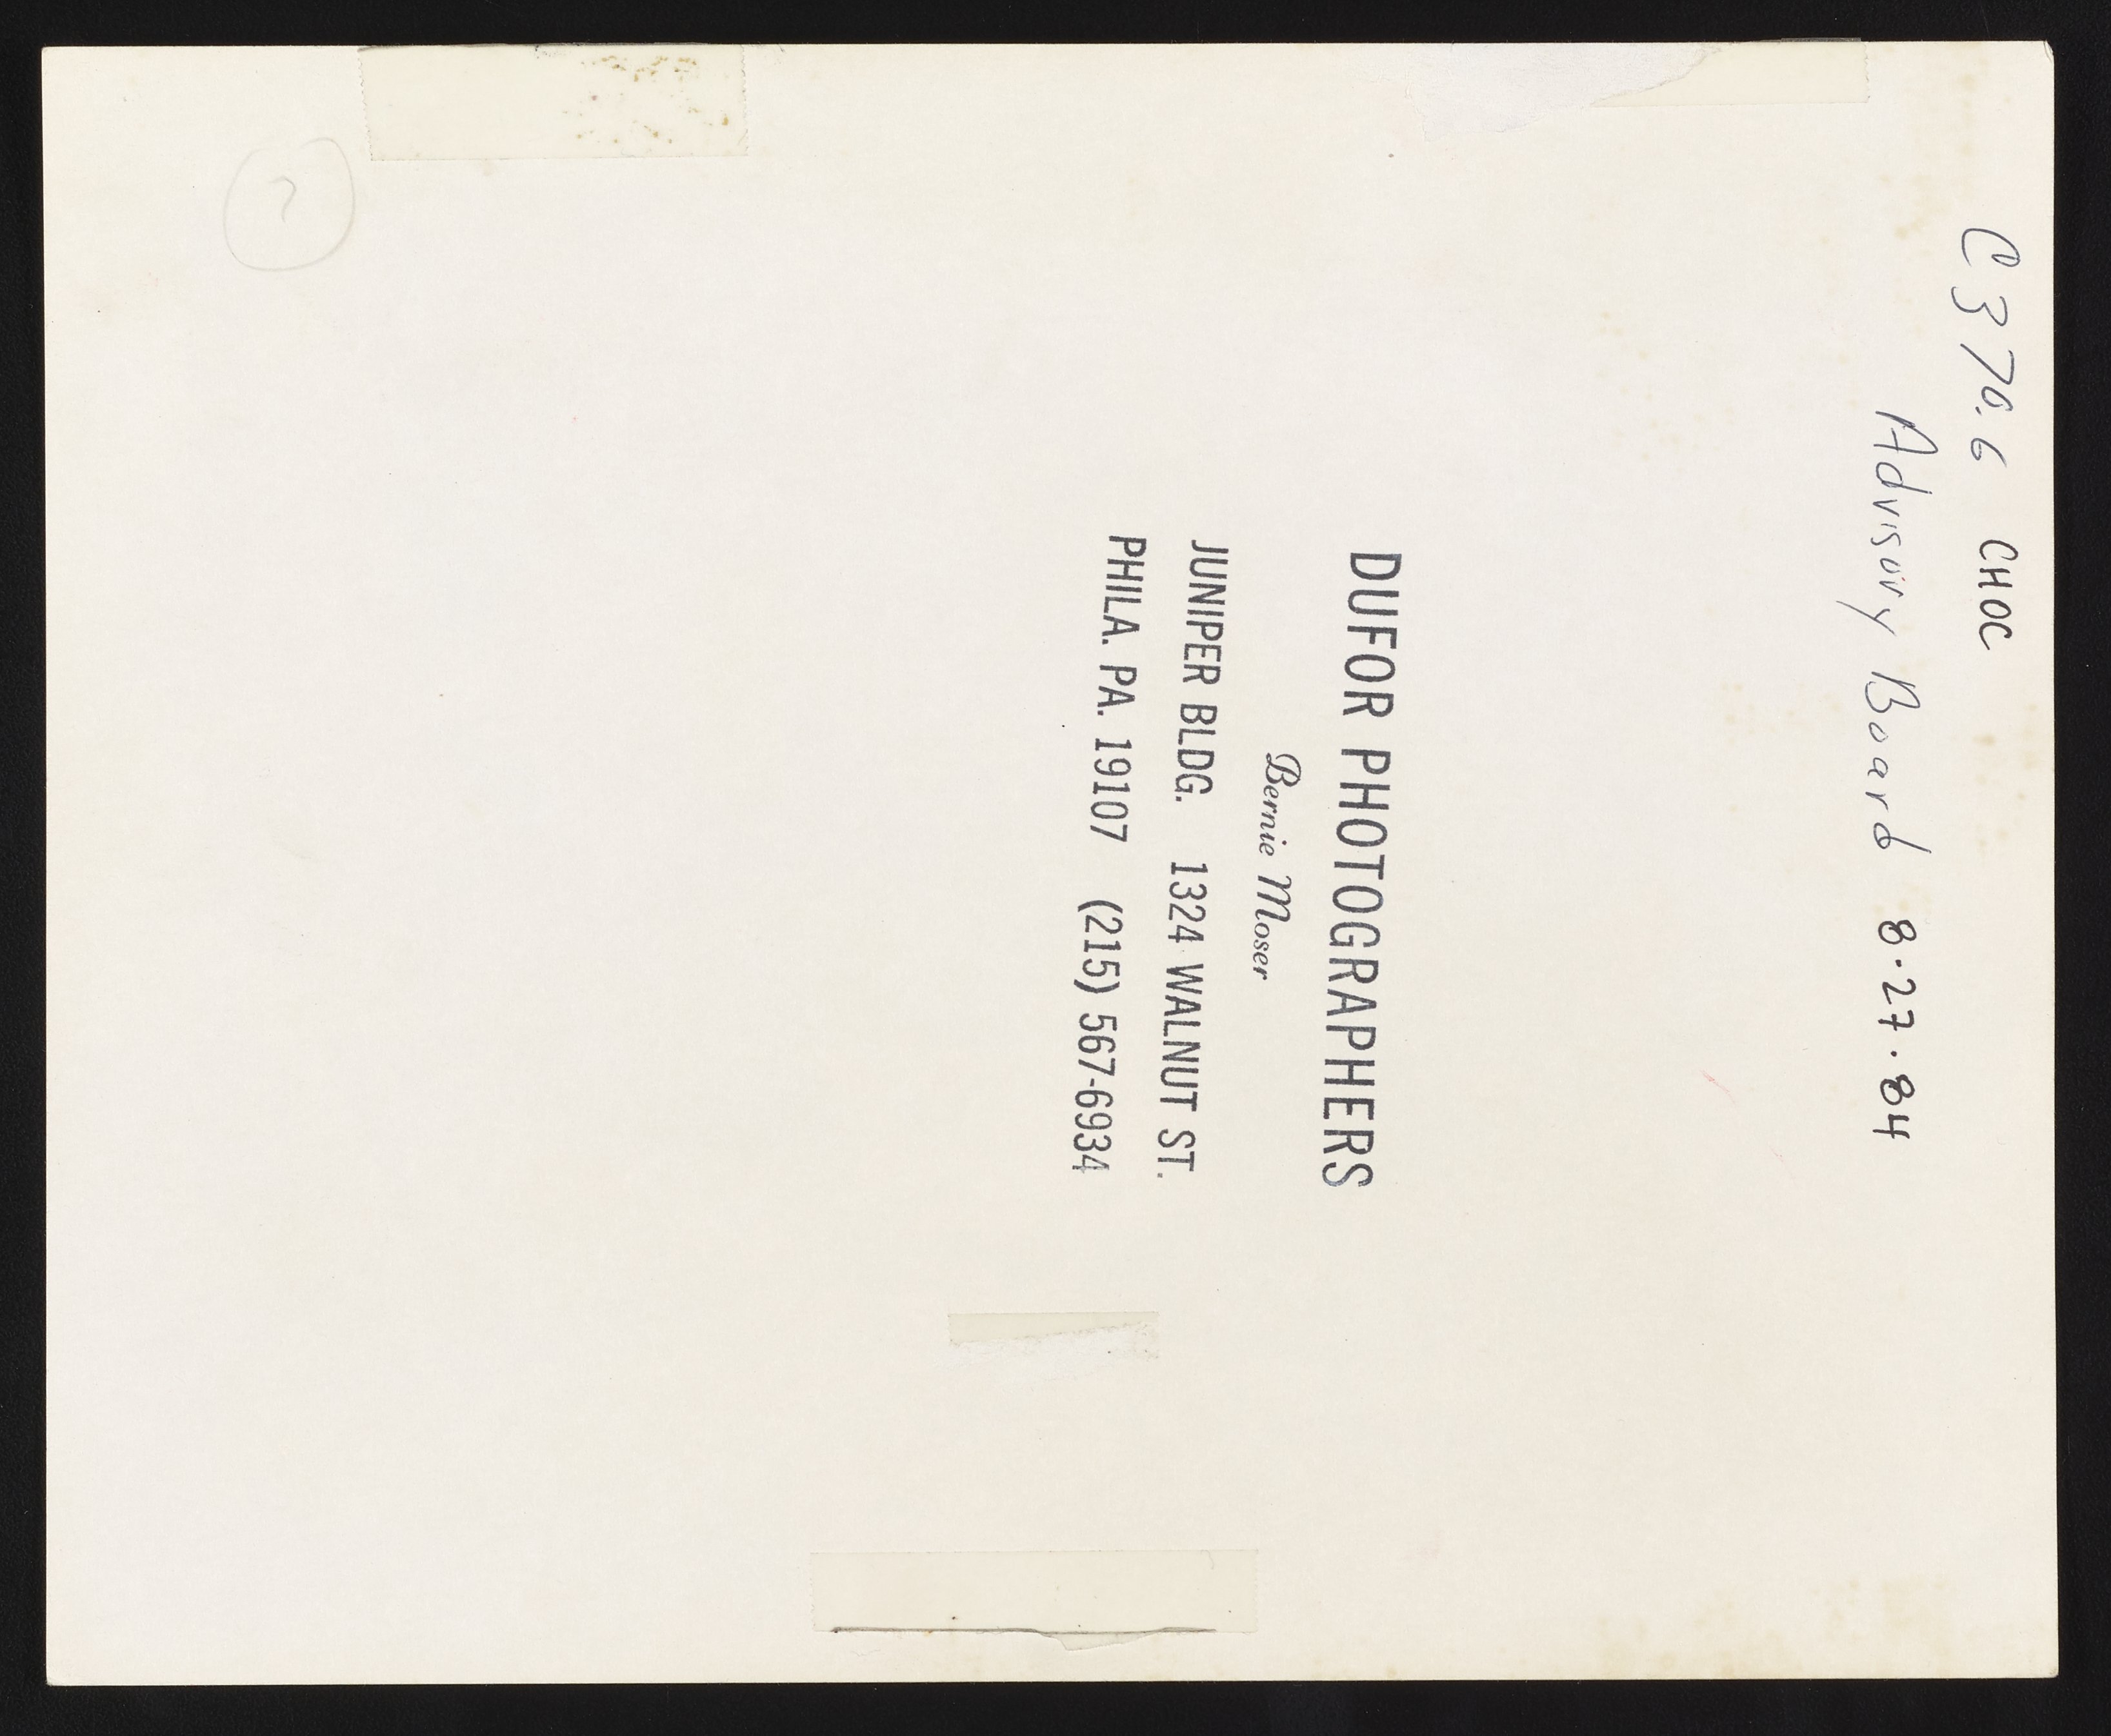 C 370.6 CHOC
Advisory Board 8·27·84
DUFOR PHOTOGRAPHERS
Bernie Moser
JUNIPER BLDG. 1324 WALNUT ST.
PHILA. PA. 19107 (215) 567-6934
?